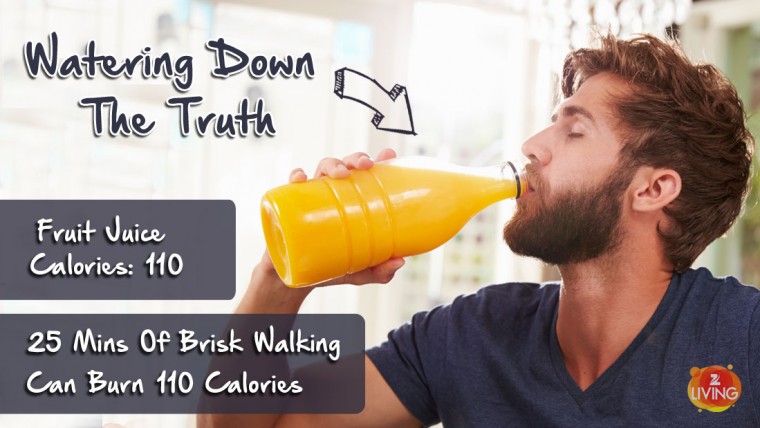 Watering Down
The Truth
Fruit Juice
Calories: 110
25 Mins Of Brisk Walking
Can Burn 110 Calories
Z
LIVING